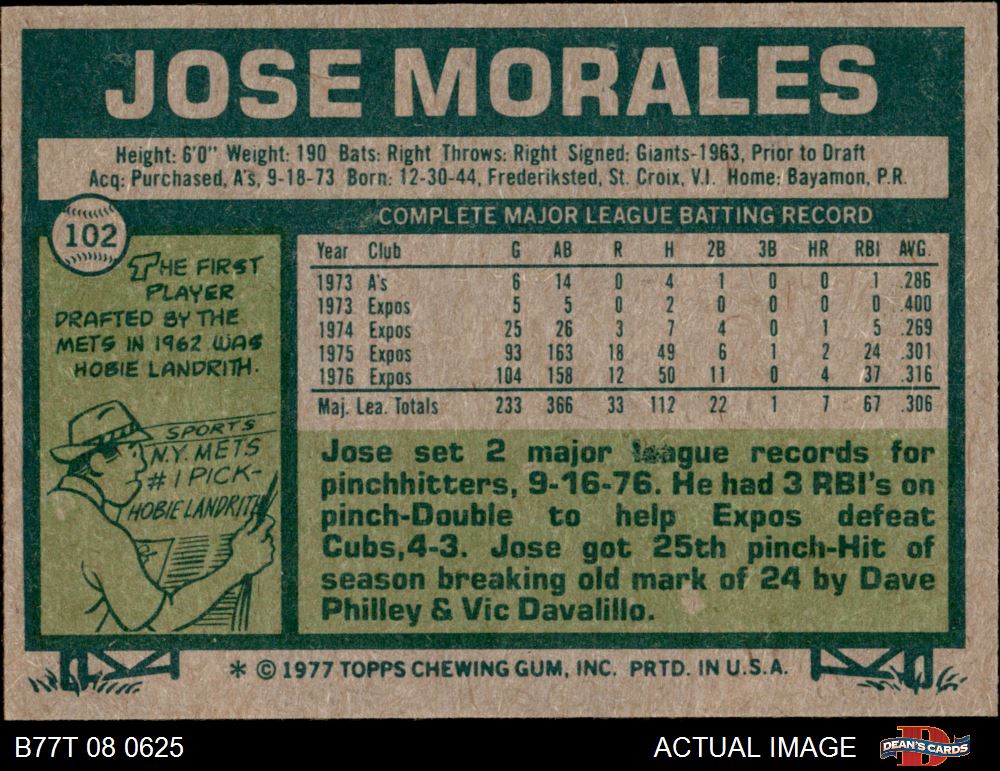 JOSE MORALES
Height: 6'0" Weight: 190 Bats: Right Throws: Right Signed: Giants-1963, Prior to Draft
Acq: Purchased, A's, 9-18-73 Born: 12-30-44, Frederiksted, St. Croix, V.I. Home: Bayamon, P.R.
102
THE FIRST
PLAYER
DRAFTED BY THE
METS IN 1962 WAS
HOBIE LANDRITH.
SPORTS
N.Y. METS
#1 PICK-
HOBIE LANDRITH
COMPLETE MAJOR LEAGUE BATTING RECORD
Year Club G AB R H 2B 3B HR RBI AVG.
1973 A's 6 14 0 4 1 0 0 1 .286
1973 Expos 5 5 0 2 0 0 0 0 .400
1974 Expos 25 26 3 7 4 0 1 5 .269
1975 Expos 93 163 18 49 6 1 2 24 .301
1976 Expos 104 158 12 50 11 0 4 37 .316
Maj. Lea. Totals 233 366 33 112 22 1 7 67 .306
Jose set 2 major league records for
pinchhitters, 9-16-76. He had 3 RBI's on
pinch-Double to help Expos defeat
Cubs,4-3. Jose got 25th pinch-Hit of
season breaking old mark of 24 by Dave
Philley & Vic Davalillo.
* © 1977 TOPPS CHEWING GUM, INC. PRTD. IN U.S.A.
B77T 08 0625
ACTUAL IMAGE
DEAN'S CARDS